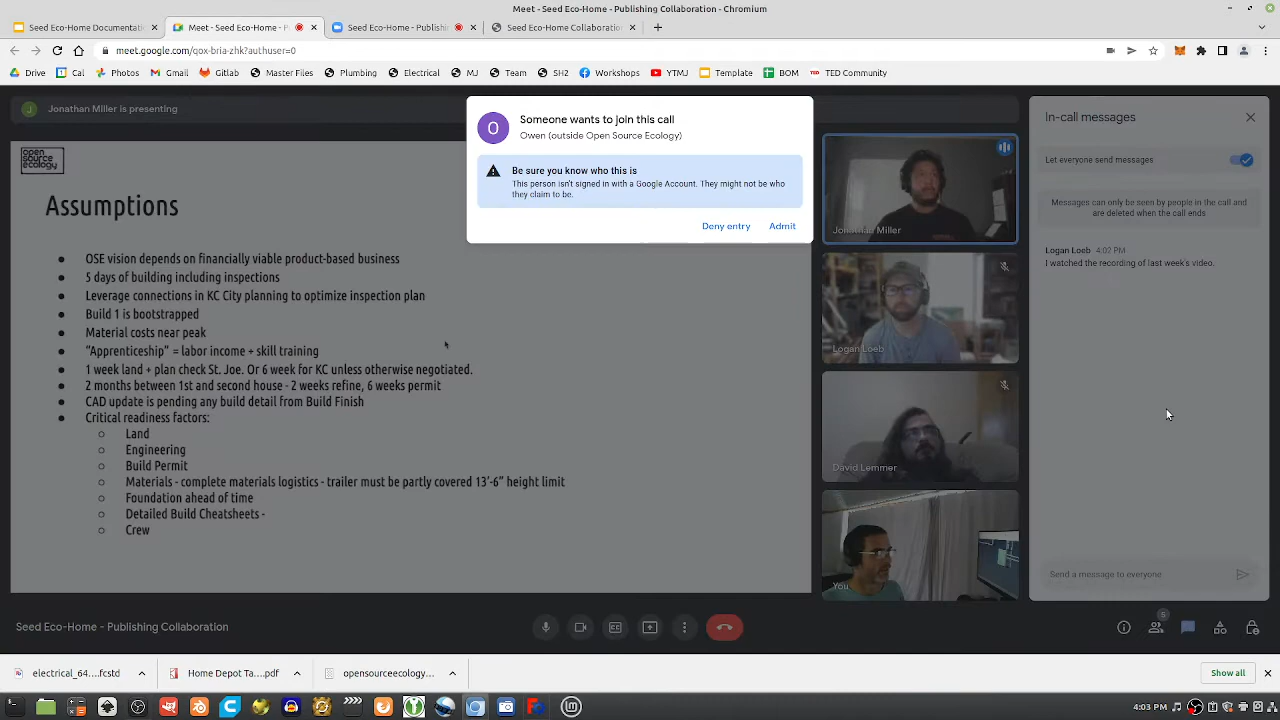 Meet - Seed Eco-Home - Publishing Collaboration - Chromium
Seed Eco-Home Documentati
Meet - Seed Eco-Home - P
Seed Eco-Home - Publishin
Seed Eco-Home Collaboration
meet.google.com/qox-bria-zhk?authuser=0
Drive
Cal
Photos
Gmail
Gitlab
Master Files
Plumbing
Electrical
MJ
Team
SH2
Workshops
YTMJ
Template
BOM
TED Community
J
Jonathan Miller is presenting
O
Someone wants to join this call
Owen (outside Open Source Ecology)
Be sure you know who this is
This person isn't signed in with a Google Account. They might not be who
they claim to be.
Deny entry
Admit
open
source
ecology
Assumptions
OSE vision depends on financially viable product-based business
5 days of building including inspections
Leverage connections in KC City planning to optimize inspection plan
Build 1 is bootstrapped
Material costs near peak
“Apprenticeship” = labor income + skill training
1 week land + plan check St. Joe. Or 6 week for KC unless otherwise negotiated.
2 months between 1st and second house - 2 weeks refine, 6 weeks permit
CAD update is pending any build detail from Build Finish
Critical readiness factors:
Land
Engineering
Build Permit
Materials - complete materials logistics - trailer must be partly covered 13’-6” height limit
Foundation ahead of time
Detailed Build Cheatsheets -
Crew
Jonathan Miller
Logan Loeb
David Lemmer
You
In-call messages
Let everyone send messages
Messages can only be seen by people in the call and
are deleted when the call ends
Logan Loeb 4:02 PM
I watched the recording of last week's video.
Send a message to everyone
Seed Eco-Home - Publishing Collaboration
5
electrical_64....fcstd
Home Depot Ta....pdf
opensourceecology....
Show all
4:03 PM